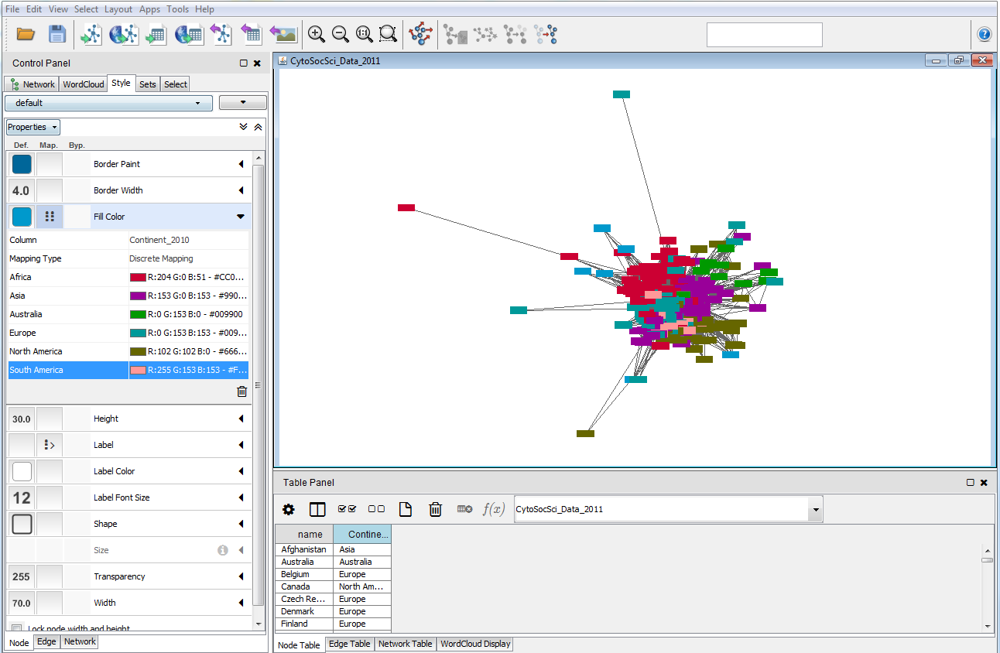 File Edit View Select Layout Apps Tools Help
1:1
?
Control Panel
CytoSocSci_Data_2011
Network WordCloud Style Sets Select
default
Properties
Def. Map. Byp.
Border Paint
4.0 Border Width
Fill Color
Column Continent_2010
Mapping Type Discrete Mapping
Africa R:204 G:0 B:51 - #CC0...
Asia R:153 G:0 B:153 - #990...
Australia R:0 G:153 B:0 - #009900
Europe R:0 G:153 B:153 - #009...
North America R:102 G:102 B:0 - #666...
South America R:255 G:153 B:153 - #F...
30.0 Height
Label
Label Color
12 Label Font Size
Shape
Size
255 Transparency
70.0 Width
Lock node width and height
Node Edge Network
Table Panel
f(x) CytoSocSci_Data_2011
name Contine...
Afghanistan Asia
Australia Australia
Belgium Europe
Canada North Am...
Czech Re... Europe
Denmark Europe
Finland Europe
Node Table Edge Table Network Table WordCloud Display